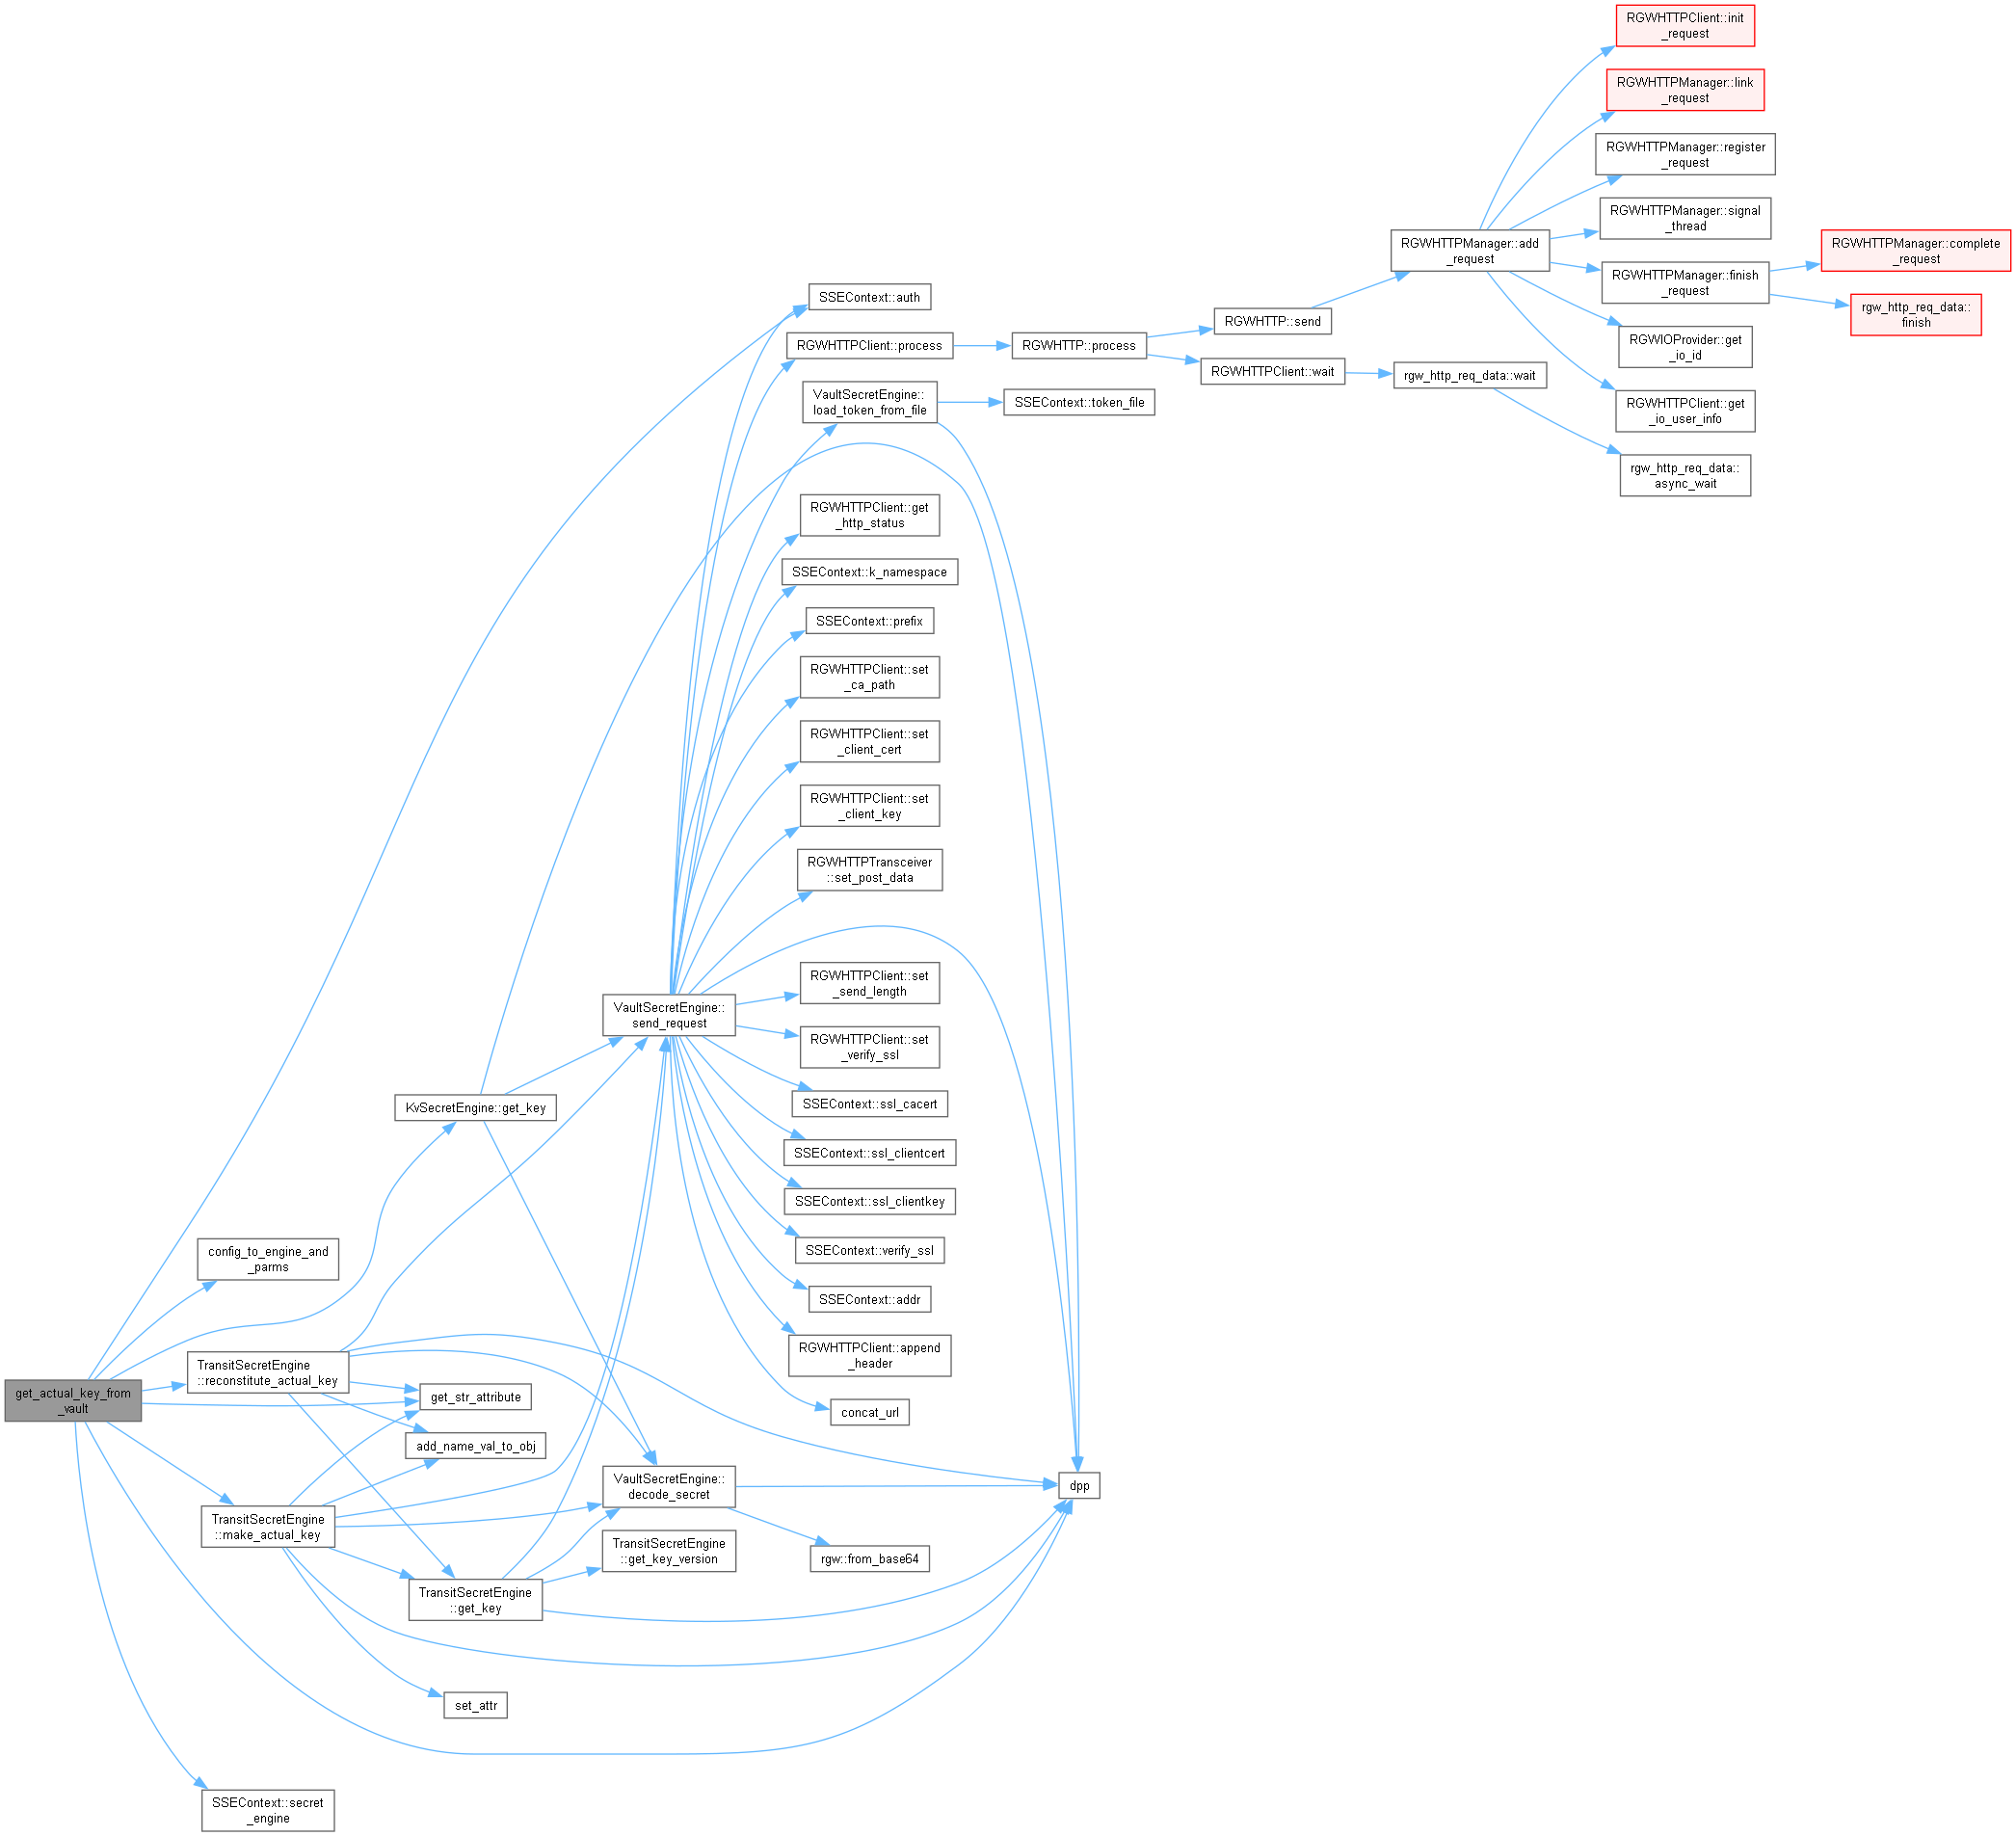 RGWHTTPClient::init
_request
RGWHTTPManager::link
_request
RGWHTTPManager::register
_request
RGWHTTPManager::signal
_thread
RGWHTTPManager::add
_request
RGWHTTPManager::complete
_request
RGWHTTPManager::finish
_request
SSEContext::auth
rgw_http_req_data::
finish
RGWHTTP::send
RGWHTTPClient::process
RGWHTTP::process
RGWIOProvider::get
_io_id
RGWHTTPClient::wait
rgw_http_req_data::wait
VaultSecretEngine::
load_token_from_file
SSEContext::token_file
RGWHTTPClient::get
_io_user_info
rgw_http_req_data::
async_wait
RGWHTTPClient::get
_http_status
SSEContext::k_namespace
SSEContext::prefix
RGWHTTPClient::set
_ca_path
RGWHTTPClient::set
_client_cert
RGWHTTPClient::set
_client_key
RGWHTTPTransceiver
::set_post_data
RGWHTTPClient::set
_send_length
VaultSecretEngine::
send_request
RGWHTTPClient::set
_verify_ssl
KvSecretEngine::get_key
SSEContext::ssl_cacert
SSEContext::ssl_clientcert
SSEContext::ssl_clientkey
config_to_engine_and
_parms
SSEContext::verify_ssl
SSEContext::addr
RGWHTTPClient::append
_header
TransitSecretEngine
::reconstitute_actual_key
get_actual_key_from
_vault
get_str_attribute
concat_url
add_name_val_to_obj
VaultSecretEngine::
decode_secret
dpp
TransitSecretEngine
::make_actual_key
TransitSecretEngine
::get_key_version
rgw::from_base64
TransitSecretEngine
::get_key
set_attr
SSEContext::secret
_engine